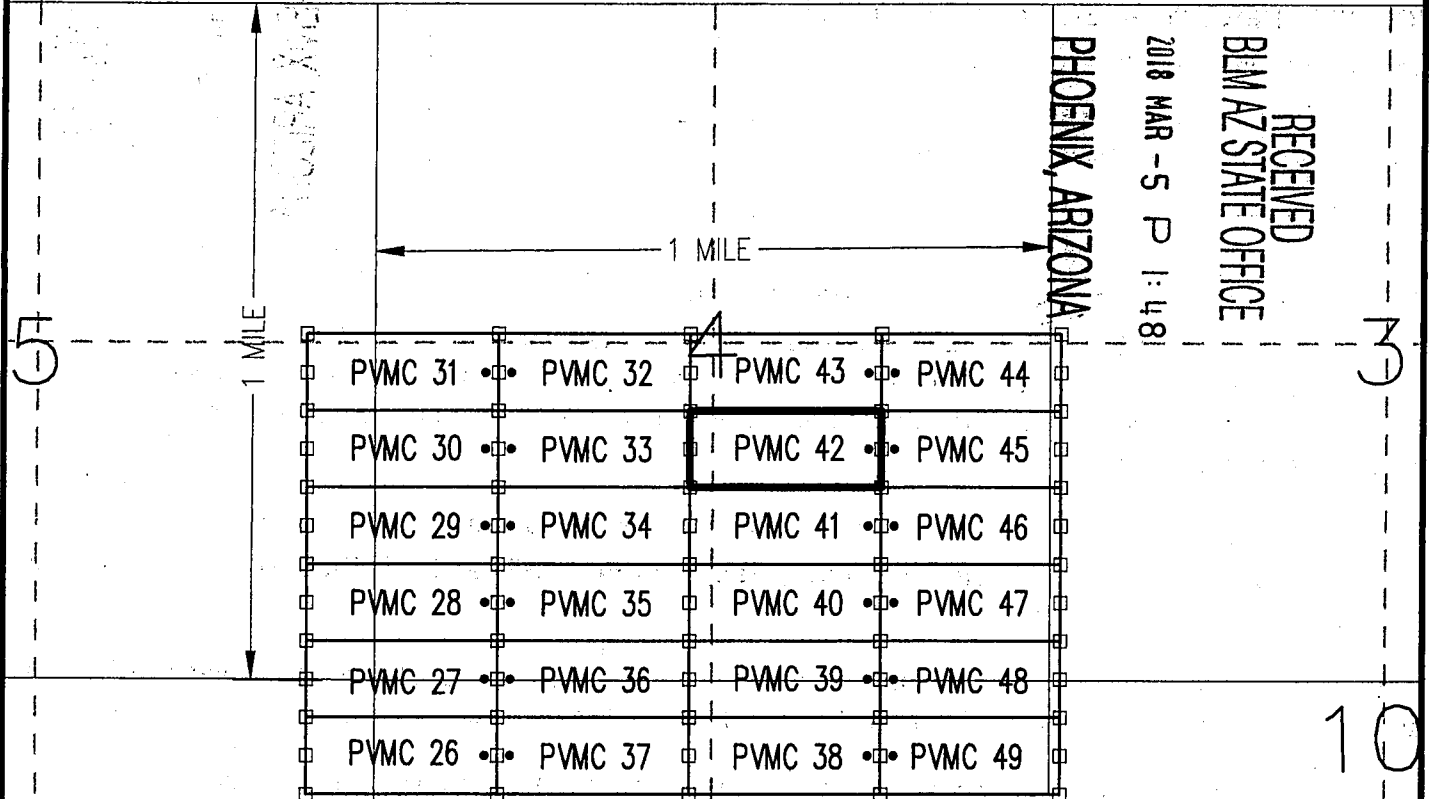 RECEIVED
BLM AZ STATE OFFICE
2018 MAR -5 P 1:48
PHOENIX, ARIZONA
1 MILE
1 MILE
5
4
3
PVMC 31
PVMC 32
PVMC 43
PVMC 44
PVMC 30
PVMC 33
PVMC 42
PVMC 45
PVMC 29
PVMC 34
PVMC 41
PVMC 46
PVMC 28
PVMC 35
PVMC 40
PVMC 47
PVMC 27
PVMC 36
PVMC 39
PVMC 48
PVMC 26
PVMC 37
PVMC 38
PVMC 49
10